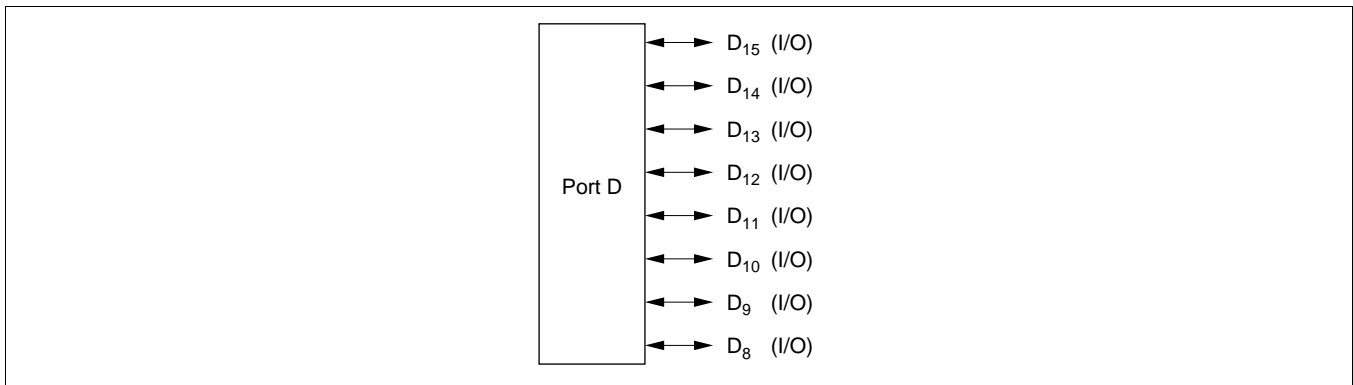 D15 (I/O)
D14 (I/O)
D13 (I/O)
D12 (I/O)
Port D
D11 (I/O)
D10 (I/O)
D9 (I/O)
D8 (I/O)